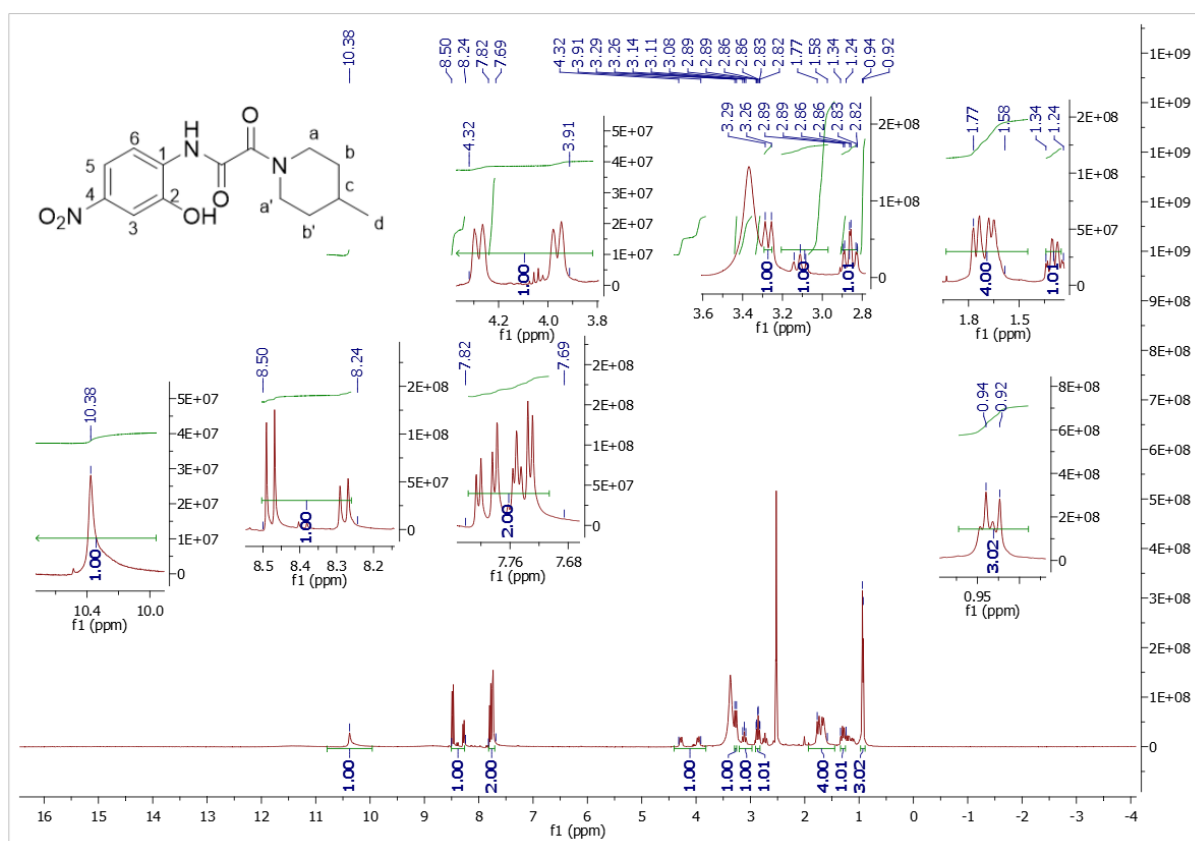 10.38
8.50
8.24
7.82
7.69
4.32
3.91
3.29
3.26
3.14
3.11
3.08
2.89
2.89
2.86
2.86
2.83
2.82
1.77
1.58
1.34
1.24
0.94
0.92
1E+09
1E+09
1E+09
1E+09
1E+09
9E+08
8E+08
7E+08
6E+08
5E+08
4E+08
3E+08
2E+08
1E+08
0
O
H
N
a
6
b
5
1
N
c
4
2
O
a'
d
O2N
3
OH
b'
4.32
3.91
5E+07
4E+07
3E+07
2E+07
1E+07
0
1.00
4.2
4.0
3.8
f1 (ppm)
3.29
3.26
2.89
2.89
2.86
2.86
2.83
2.82
2E+08
1E+08
0
1.00
1.00
1.01
3.6
3.4
3.2
3.0
2.8
f1 (ppm)
1.77
1.58
1.34
1.24
2E+08
1E+08
5E+07
0
4.00
1.01
1.8
1.5
f1 (ppm)
10.38
5E+07
4E+07
3E+07
2E+07
1E+07
0
1.00
10.4
10.0
f1 (ppm)
8.50
8.24
2E+08
1E+08
5E+07
0
1.00
8.5
8.4
8.3
8.2
f1 (ppm)
7.82
7.69
2E+08
2E+08
1E+08
5E+07
0
2.00
7.76
7.68
f1 (ppm)
0.94
0.92
8E+08
6E+08
4E+08
2E+08
0
3.02
0.95
f1 (ppm)
1.00
1.00
2.00
1.00
1.00
1.00
1.01
4.00
1.01
3.02
16 15 14 13 12 11 10 9 8 7 6 5 4 3 2 1 0 -1 -2 -3 -4
f1 (ppm)